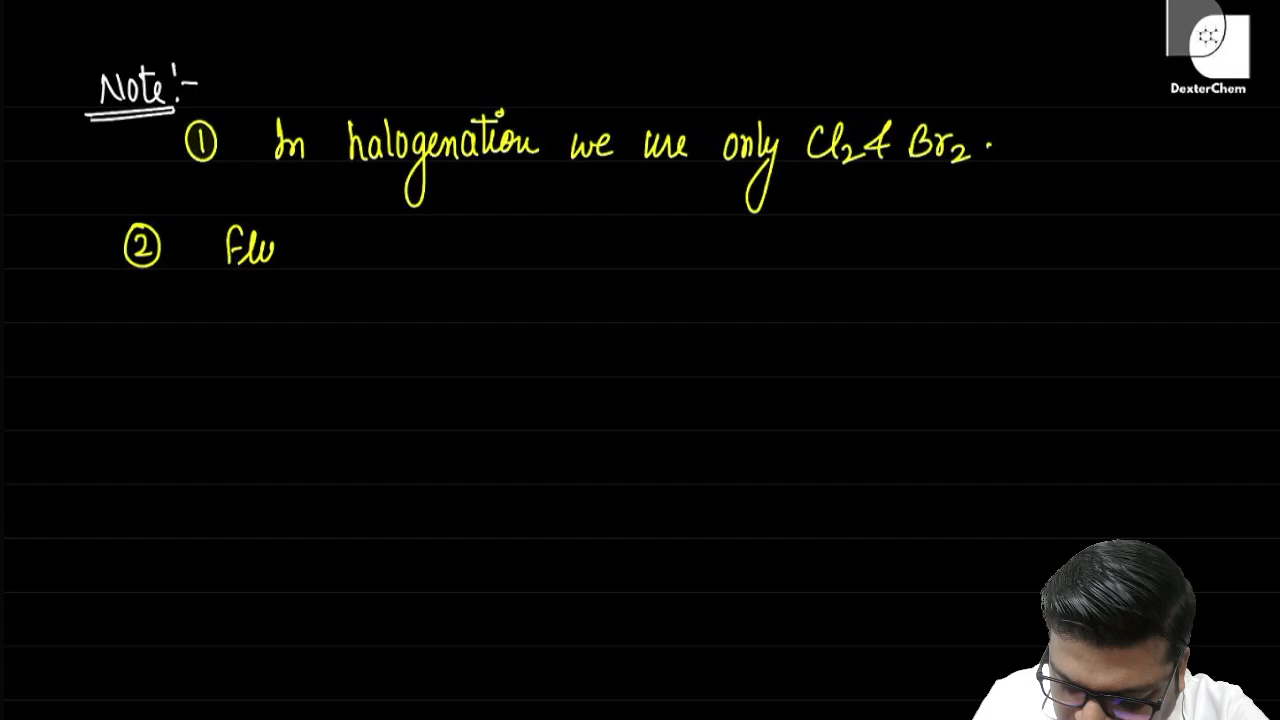 DexterChem
Note:-
① In halogenation we use only Cl₂ & Br₂.
② Flu